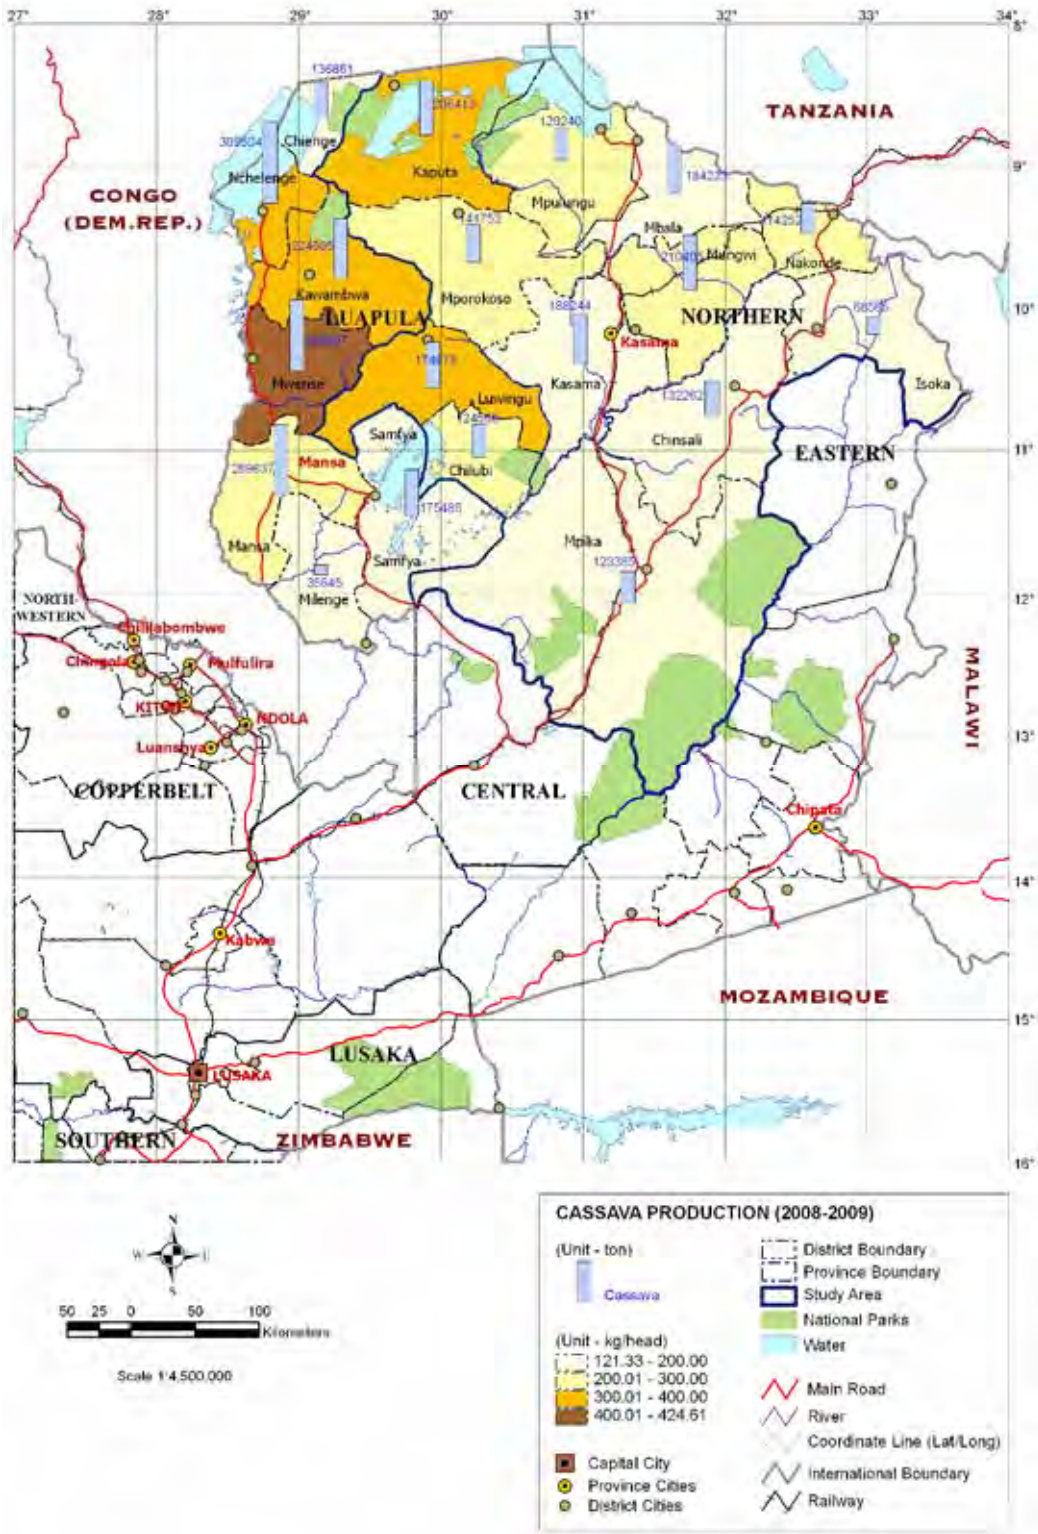 27° 28° 29° 30° 31° 32° 33° 34°
8°
136861
TANZANIA
129240
309504
Chienge
9°
Nchelenge
Kaputa
CONGO
(DEM.REP.)
Mpulungu
144753
Mbala
Mungwi
Nakonde
Kawambwa
Mporokoso
10°
188244
LUAPULA
NORTHERN
68565
Kasama
Mwense
Kasama
Isoka
174678
Luwingu
132262
Samfya
Chinsali
11°
EASTERN
Mansa
Chilubi
289637
175485
Mansa
Samfya
Mpika
123385
35645
Milenge
12°
NORTH-
WESTERN
Chililabombwe
Chingola
Mulfulira
MALAWI
NDOLA
Luanshya
13°
COPPERBELT
CENTRAL
Chipata
14°
Kabwe
MOZAMBIQUE
15°
LUSAKA
LUSAKA
SOUTHERN
ZIMBABWE
16°
CASSAVA PRODUCTION (2008-2009)
(Unit - ton)
Cassava
(Unit - kg/head)
121.33 - 200.00
200.01 - 300.00
300.01 - 400.00
400.01 - 424.61
Capital City
Province Cities
District Cities
District Boundary
Province Boundary
Study Area
National Parks
Water
Main Road
River
Coordinate Line (Lat/Long)
International Boundary
Railway
N
W E
S
50 25 0 50 100
Kilometers
Scale 1:4,500,000